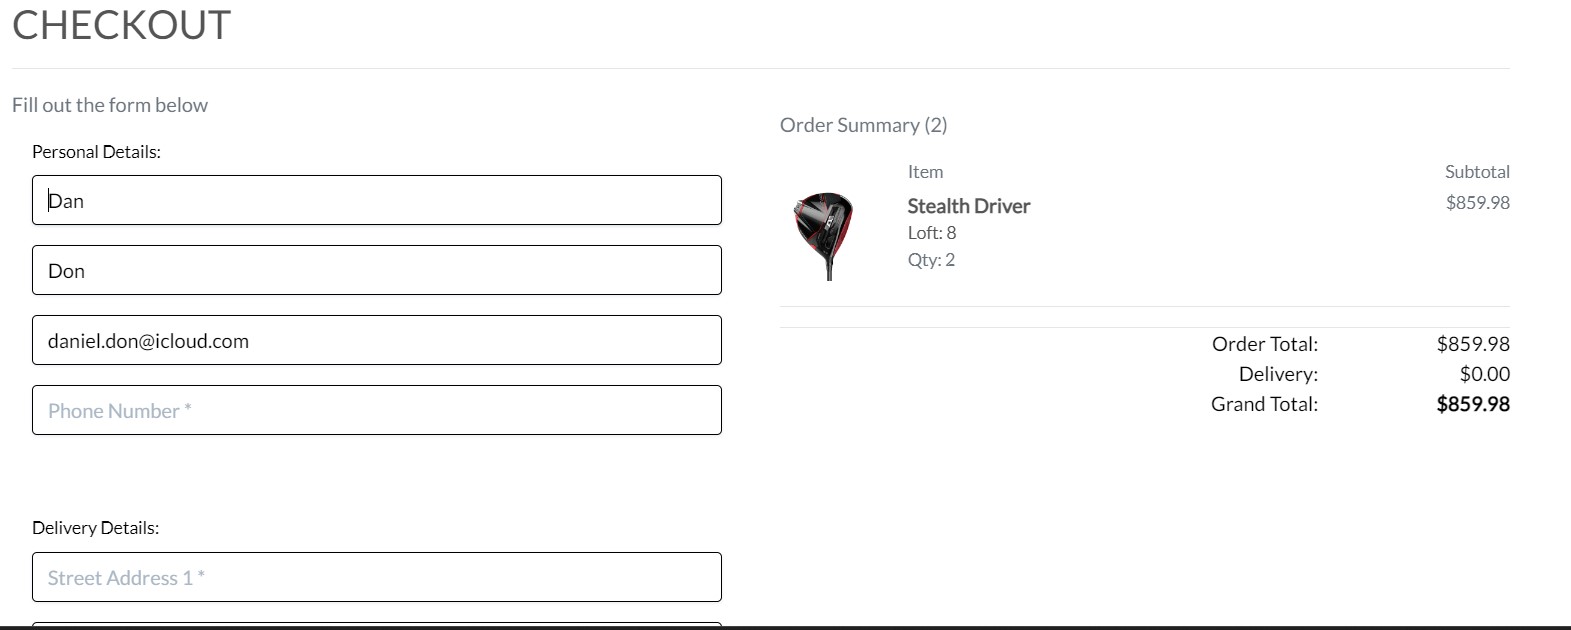 CHECKOUT
Fill out the form below
Personal Details:
Dan
Don
daniel.don@icloud.com
Phone Number *
Delivery Details:
Street Address 1 *
Order Summary (2)
Item Subtotal
Stealth Driver $859.98
Loft: 8
Qty: 2
Order Total: $859.98
Delivery: $0.00
Grand Total: $859.98